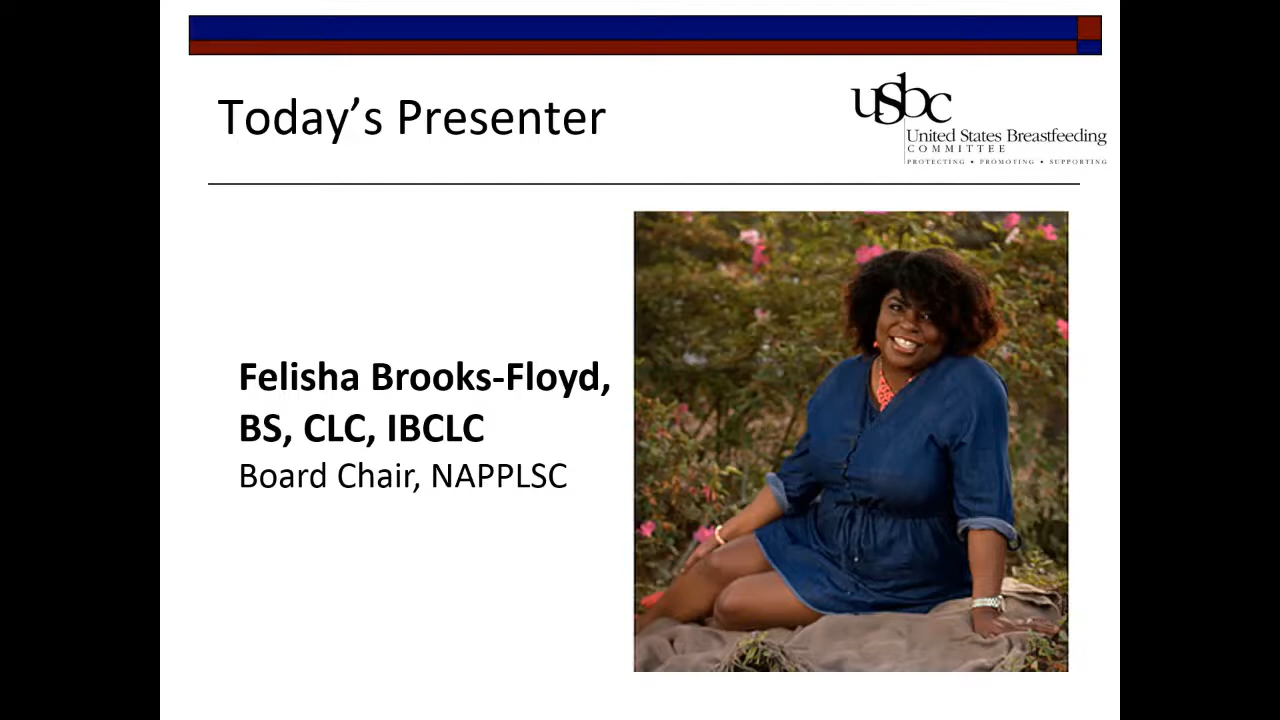 Today’s Presenter
usbc
United States Breastfeeding
COMMITTEE
PROTECTING • PROMOTING • SUPPORTING
Felisha Brooks-Floyd,
BS, CLC, IBCLC
Board Chair, NAPPLSC